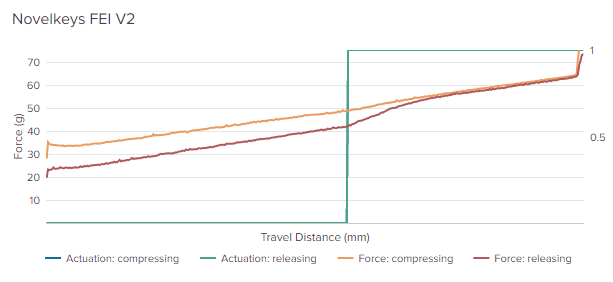 Novelkeys FEI V2
70
60
50
40
30
20
10
Force (g)
1
0.5
Travel Distance (mm)
Actuation: compressing Actuation: releasing Force: compressing Force: releasing